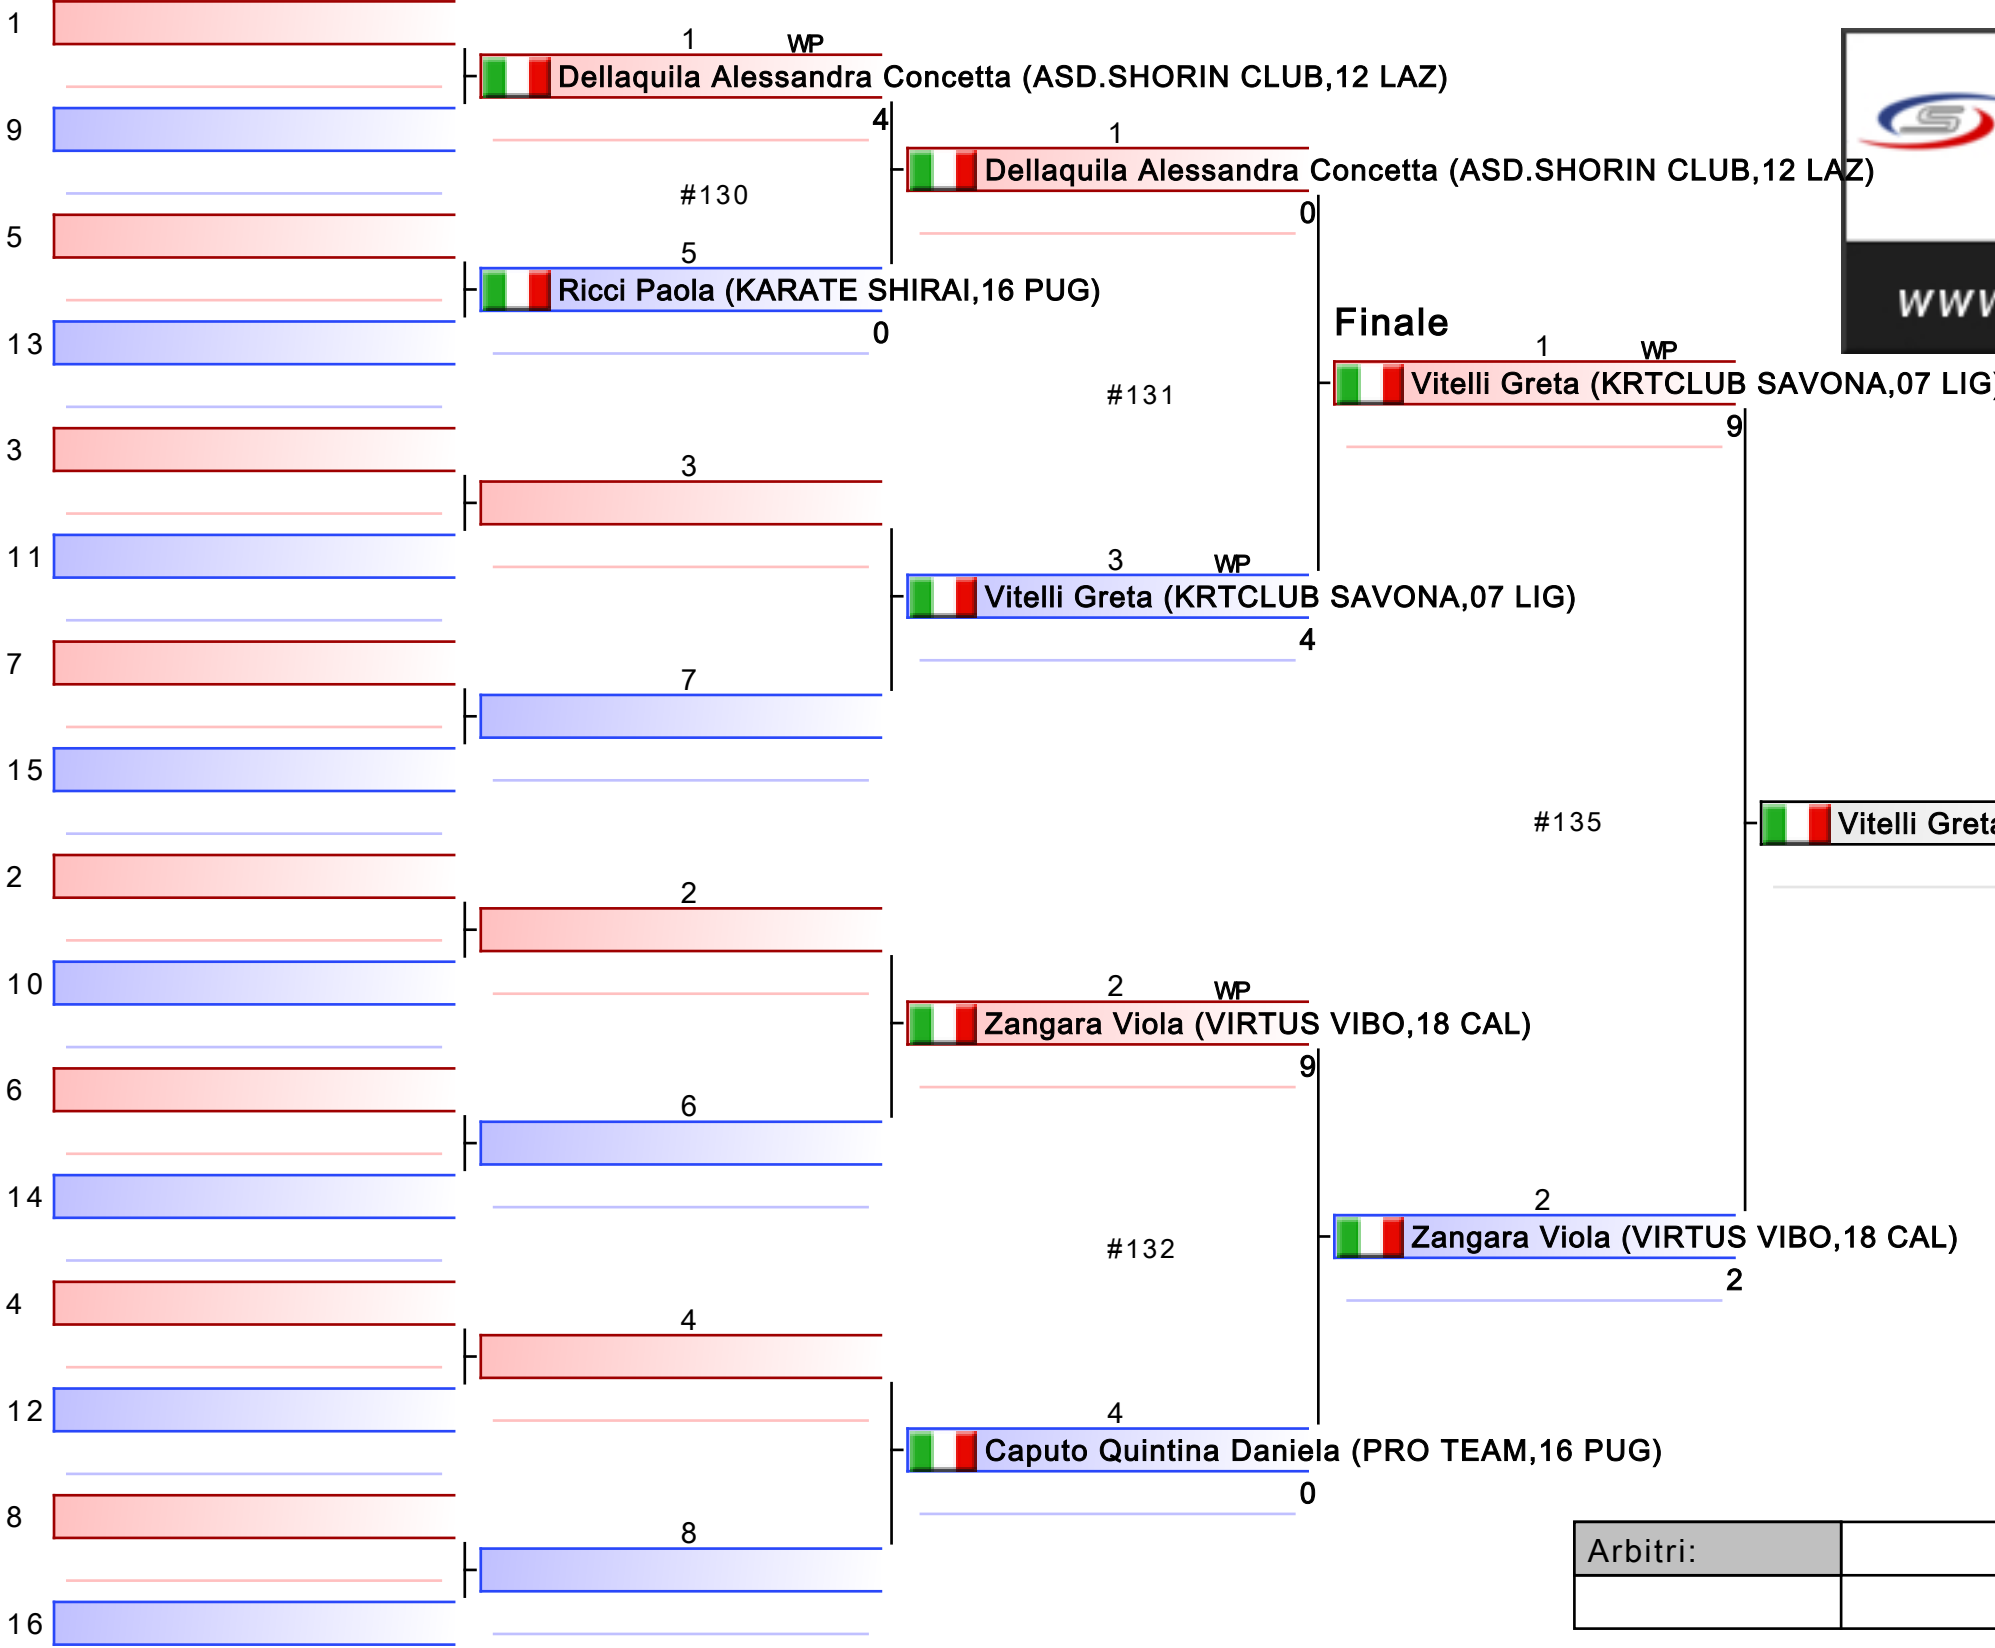 1
1 WP
Dellaquila Alessandra Concetta (ASD.SHORIN CLUB,12 LAZ)
4
9
1
Dellaquila Alessandra Concetta (ASD.SHORIN CLUB,12 LAZ)
0
#130
5
5
Ricci Paola (KARATE SHIRAI,16 PUG)
0
13
Finale
1 WP
Vitelli Greta (KRTCLUB SAVONA,07 LIG)
9
#131
3
3
11
3 WP
Vitelli Greta (KRTCLUB SAVONA,07 LIG)
4
7
7
15
#135
Vitelli Greta
2
2
10
2 WP
Zangara Viola (VIRTUS VIBO,18 CAL)
9
6
6
14
2
Zangara Viola (VIRTUS VIBO,18 CAL)
2
#132
4
4
12
4
Caputo Quintina Daniela (PRO TEAM,16 PUG)
0
8
8
16
Arbitri:
S
www